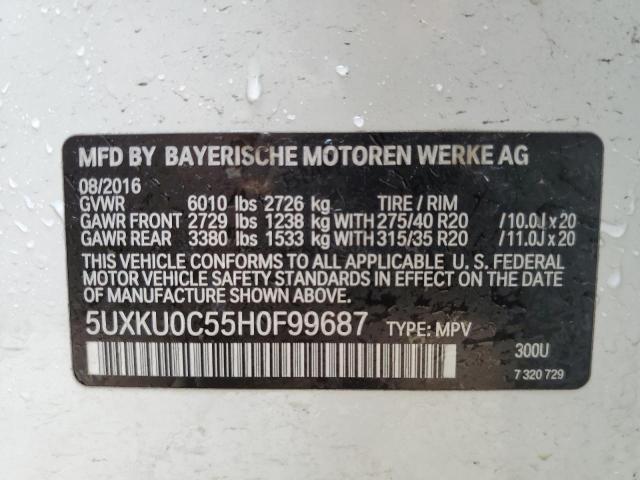 MFD BY BAYERISCHE MOTOREN WERKE AG
08/2016
GVWR 6010 lbs 2726 kg TIRE / RIM
GAWR FRONT 2729 lbs 1238 kg WITH 275/40 R20 /10.0J x 20
GAWR REAR 3380 lbs 1533 kg WITH 315/35 R20 /11.0J x 20
THIS VEHICLE CONFORMS TO ALL APPLICABLE U. S. FEDERAL
MOTOR VEHICLE SAFETY STANDARDS IN EFFECT ON THE
DATE OF MANUFACTURE SHOWN ABOVE.
5UXKU0C55H0F99687 TYPE: MPV
300U
7 320 729